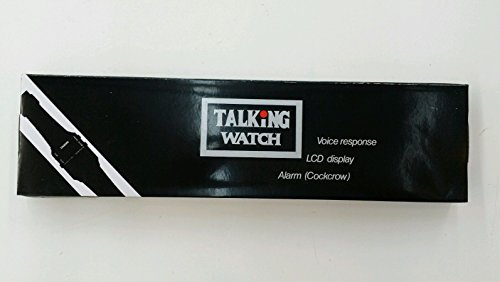 TALKiNG
WATCH
Voice response
LCD display
Alarm (Cockcrow)